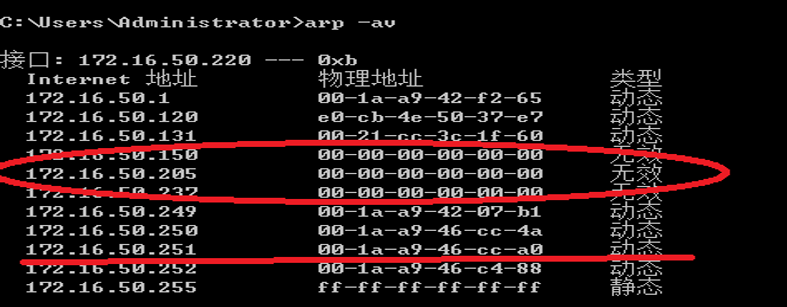 C:\Users\Administrator>arp -av
接口: 172.16.50.220 --- 0xb
Internet 地址 物理地址 类型
172.16.50.1 00-1a-a9-42-f2-65 动态
172.16.50.120 e0-cb-4e-50-37-e7 动态
172.16.50.131 00-21-cc-3c-1f-60 动态
172.16.50.150 00-00-00-00-00-00 无效
172.16.50.205 00-00-00-00-00-00 无效
172.16.50.237 00-00-00-00-00-00 无效
172.16.50.249 00-1a-a9-42-07-b1 动态
172.16.50.250 00-1a-a9-46-cc-4a 动态
172.16.50.251 00-1a-a9-46-cc-a0 动态
172.16.50.252 00-1a-a9-46-c4-88 动态
172.16.50.255 ff-ff-ff-ff-ff-ff 静态